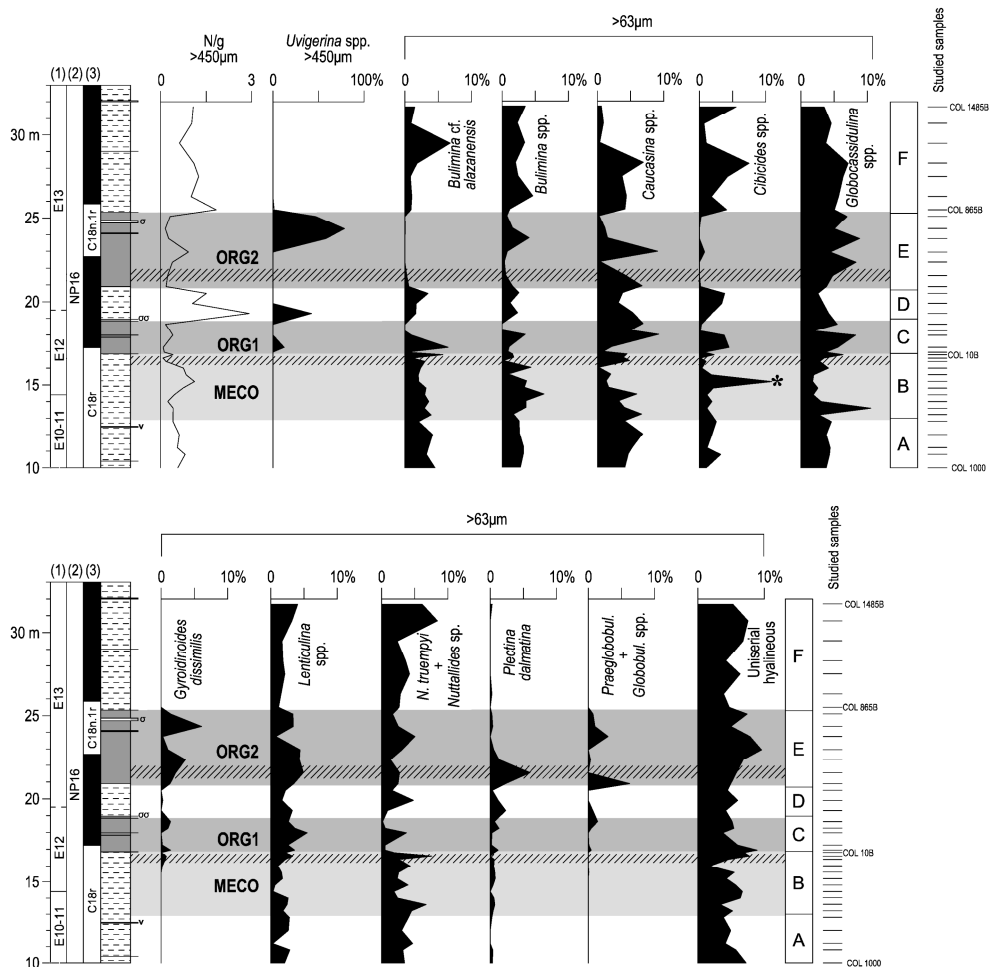 >63µm
N/g
>450µm
Uvigerina spp.
>450µm
Studied samples
(1) (2) (3)
0 3
0 100%
0 10%
0 10%
0 10%
0 10%
0 10%
Bulimina cf.
alazanensis
Bulimina spp.
Caucasina spp.
Cibicides spp.
Globocassidulina
spp.
30 m
25
20
15
10
E13
E12
E10-11
NP16
C18n.1r
C18r
σ
σσ
v
ORG2
ORG1
MECO
*
F
E
D
C
B
A
COL 1485B
COL 865B
COL 10B
COL 1000
>63µm
Studied samples
(1) (2) (3)
0 10%
0 10%
0 10%
0 10%
0 10%
0 10%
Gyroidinoides
dissimilis
Lenticulina
spp.
N. truempyi
+
Nuttallides sp.
Plectina
dalmatina
Praeglobobul.
+
Globobul. spp.
Uniserial
hyalineous
30 m
25
20
15
10
E13
E12
E10-11
NP16
C18n.1r
C18r
σ
σσ
v
ORG2
ORG1
MECO
F
E
D
C
B
A
COL 1485B
COL 865B
COL 10B
COL 1000